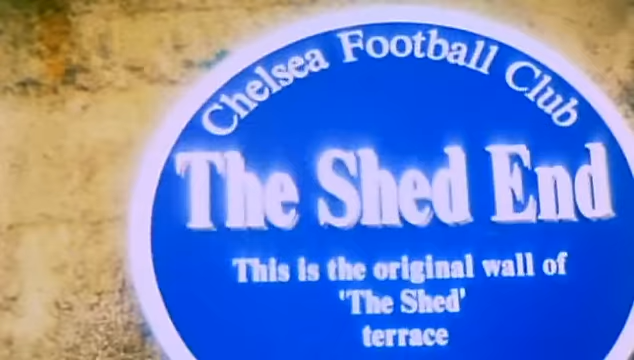 Chelsea Football Club
The Shed End
This is the original wall of
'The Shed'
terrace